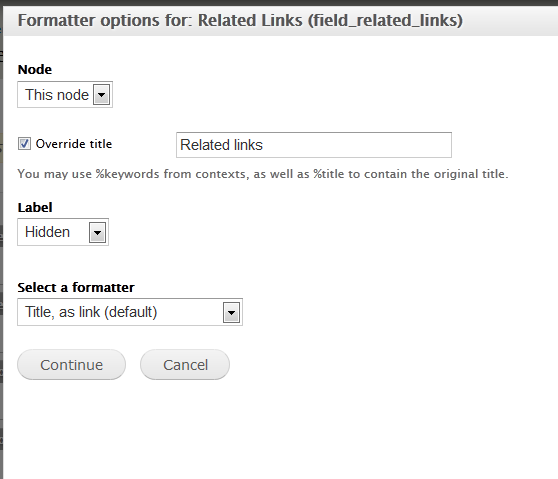 Formatter options for: Related Links (field_related_links)
Node
This node
Override title
Related links
You may use %keywords from contexts, as well as %title to contain the original title.
Label
Hidden
Select a formatter
Title, as link (default)
Continue
Cancel